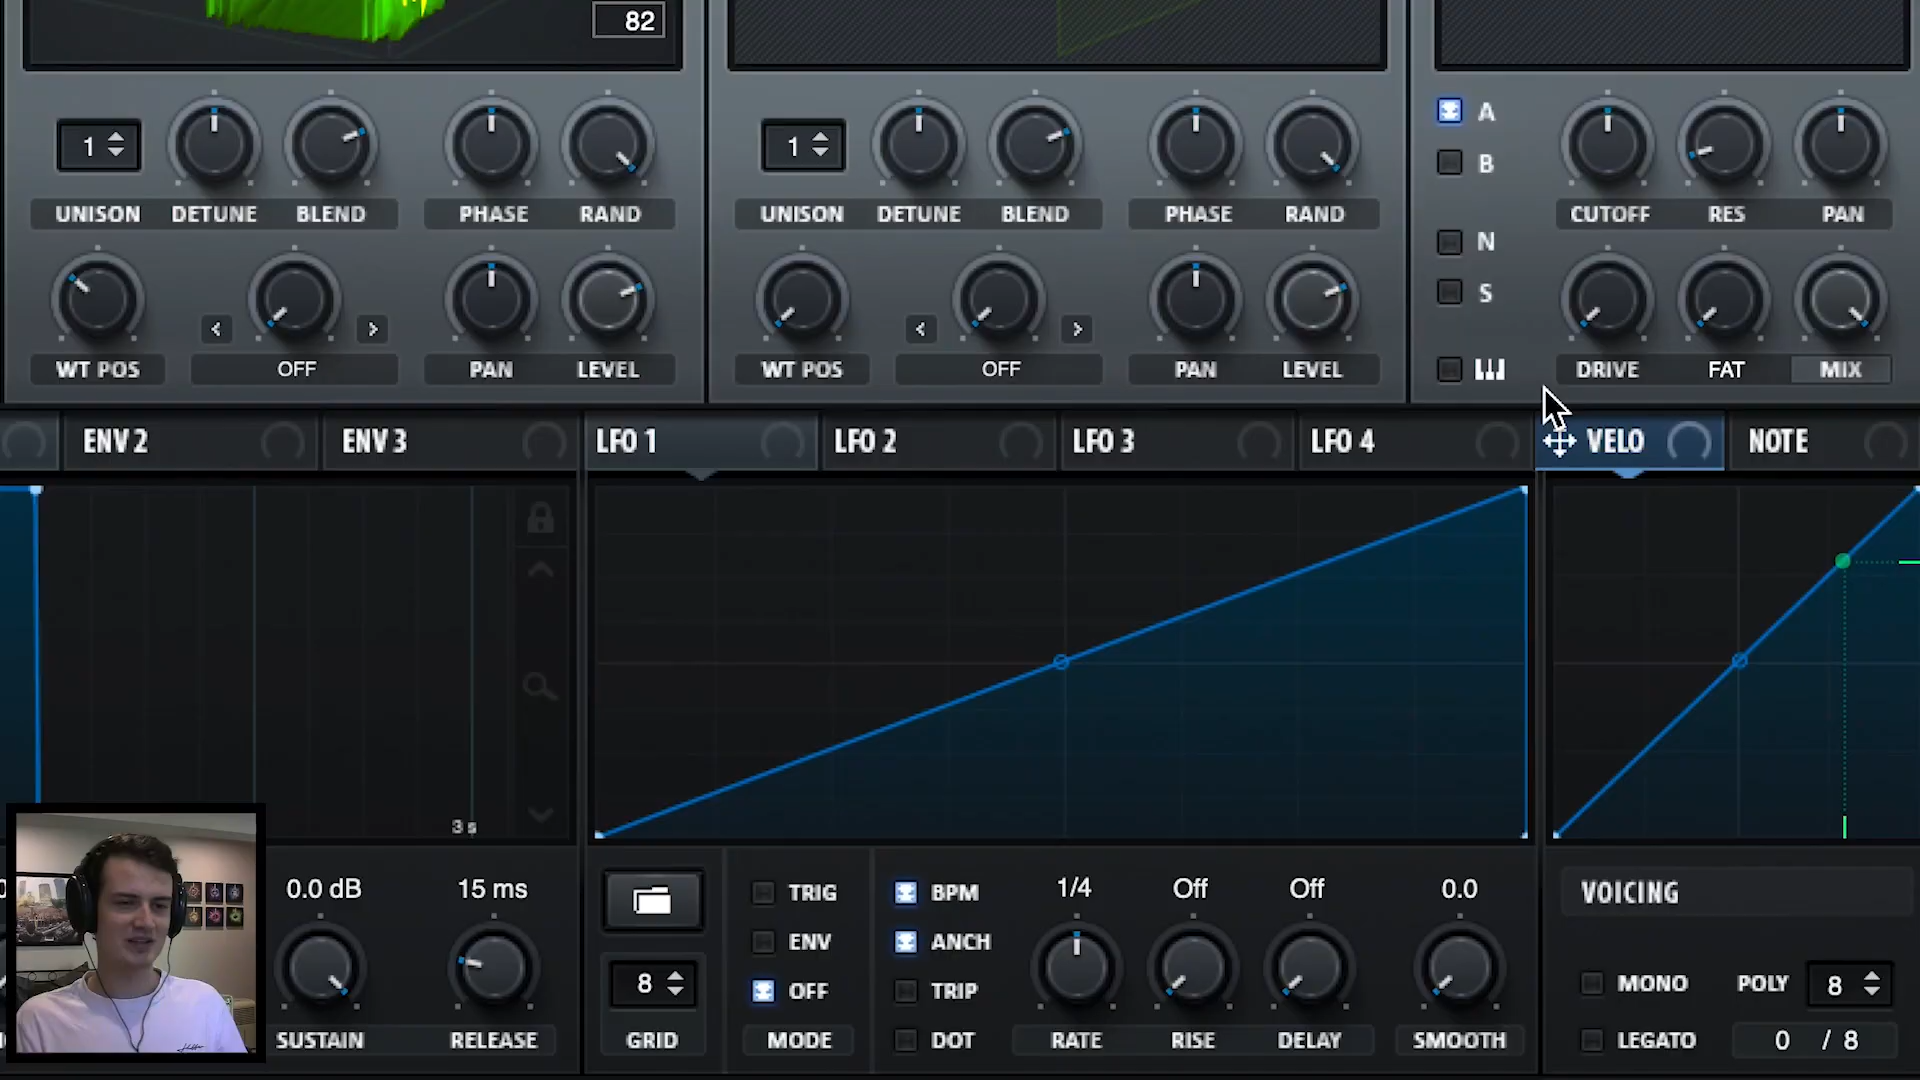 82
1
UNISON DETUNE BLEND PHASE RAND
WT POS OFF PAN LEVEL
1
UNISON DETUNE BLEND PHASE RAND
WT POS OFF PAN LEVEL
A
B
N
S
CUTOFF RES PAN
DRIVE FAT MIX
ENV 2 ENV 3 LFO 1 LFO 2 LFO 3 LFO 4 VELO NOTE
3 s
0.0 dB 15 ms
SUSTAIN RELEASE
8
GRID
TRIG
ENV
OFF
MODE
BPM
ANCH
TRIP
DOT
1/4 Off Off 0.0
RATE RISE DELAY SMOOTH
VOICING
MONO POLY 8
LEGATO 0 / 8